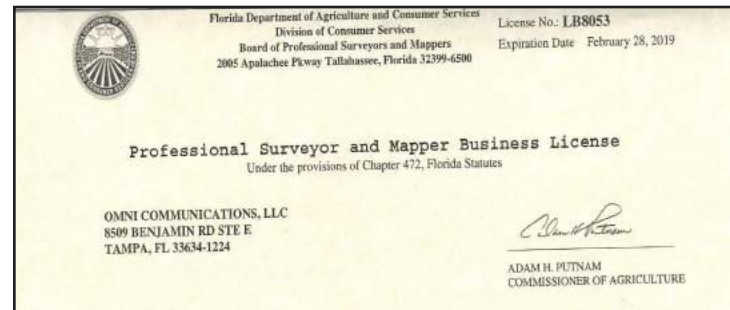 Florida Department of Agriculture and Consumer Services
Division of Consumer Services
Board of Professional Surveyors and Mappers
2005 Apalachee Pkway Tallahassee, Florida 32399-6500
License No.: LB8053
Expiration Date February 28, 2019
Professional Surveyor and Mapper Business License
Under the provisions of Chapter 472, Florida Statutes
OMNI COMMUNICATIONS, LLC
8509 BENJAMIN RD STE E
TAMPA, FL 33634-1224
ADAM H. PUTNAM
COMMISSIONER OF AGRICULTURE